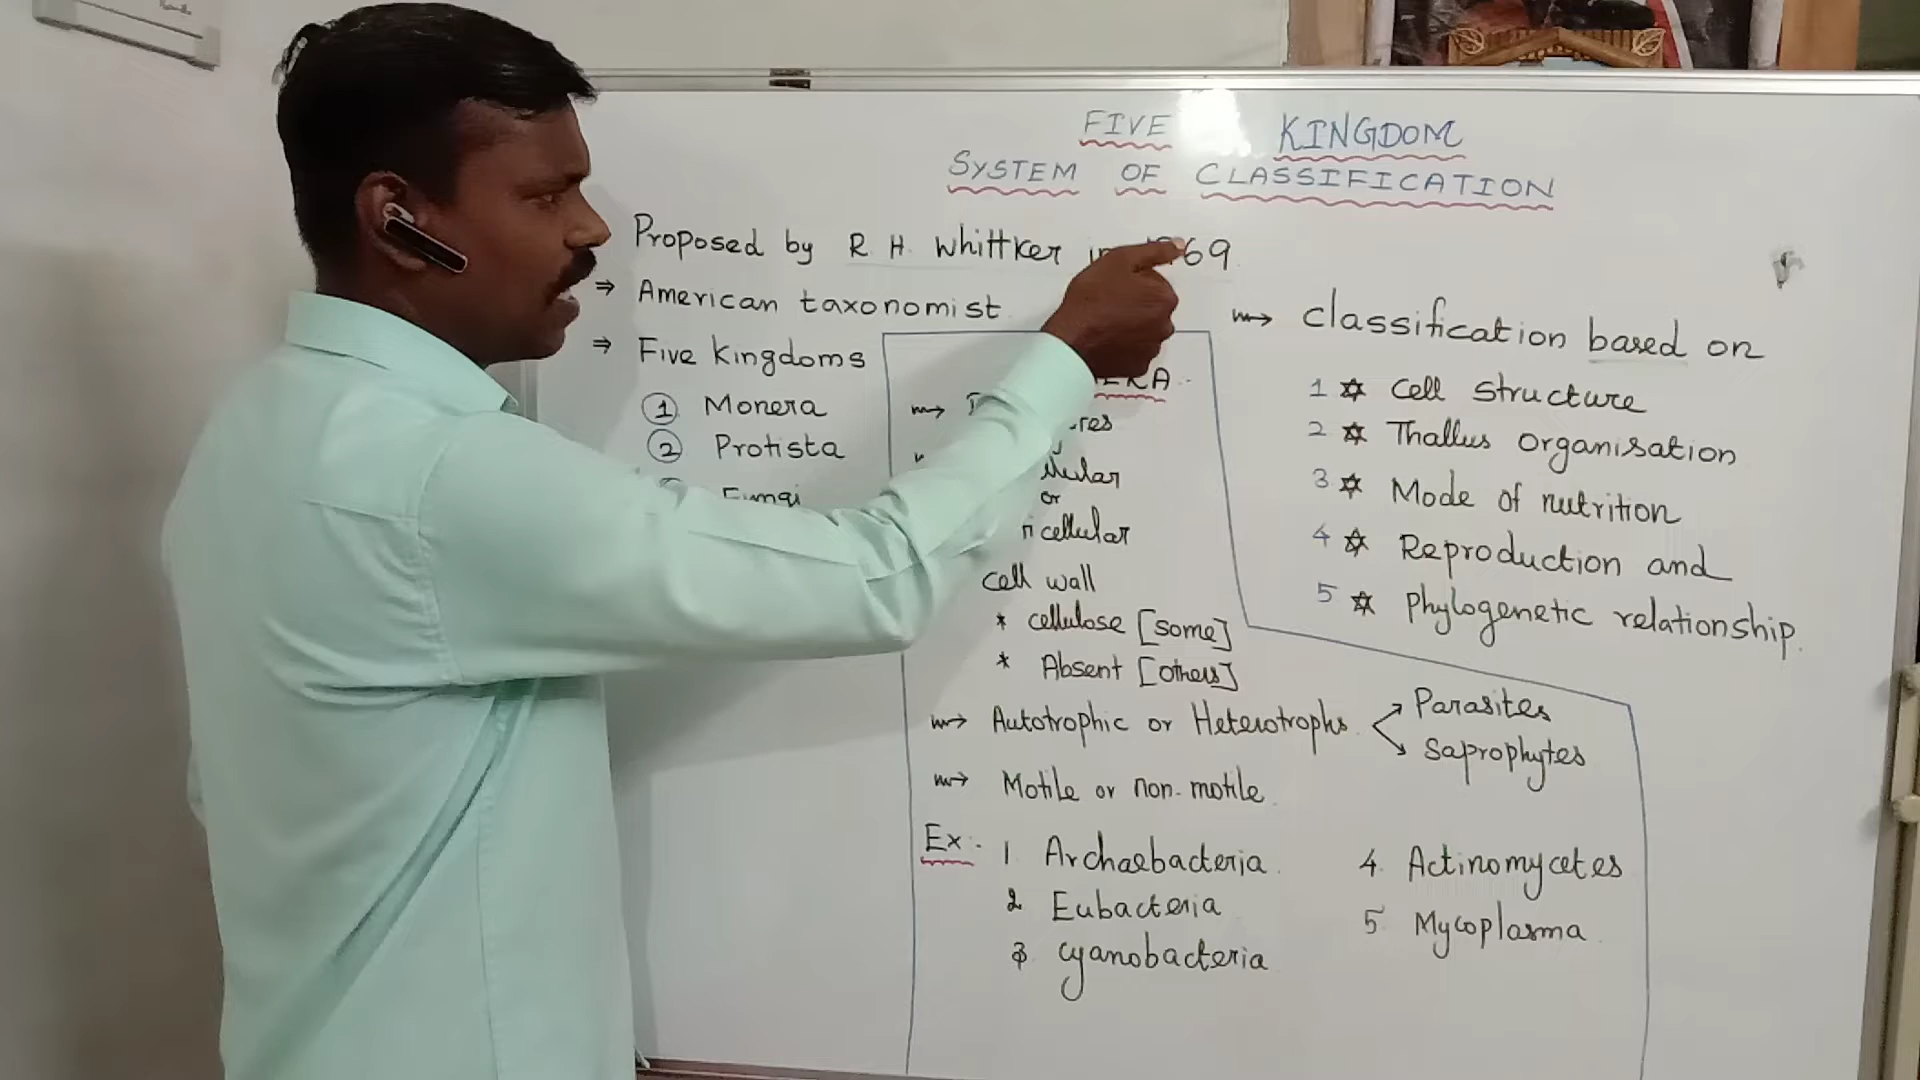 FIVE KINGDOM
SYSTEM OF CLASSIFICATION
Proposed by R. H. Whittker in 1969
⇒ American taxonomist
⇒ Five Kingdoms
① Monera
② Protista
Fungi
cell wall
* cellulose [some]
* Absent [others]
Autotrophic or Heterotrophs
Parasites
Saprophytes
Motile or non-motile
Ex:-
1. Archaebacteria
2 Eubacteria
3 cyanobacteria
4. Actinomycetes
5 Mycoplasma
classification based on
1 ☆ Cell structure
2 ☆ Thallus organisation
3 ☆ Mode of nutrition
4 ☆ Reproduction and
5 ☆ Phylogenetic relationship.